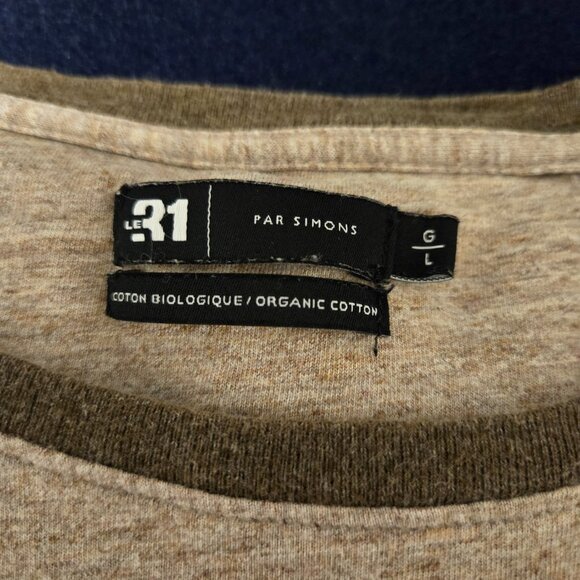 LE 31
PAR SIMONS
G
L
COTON BIOLOGIQUE / ORGANIC COTTON